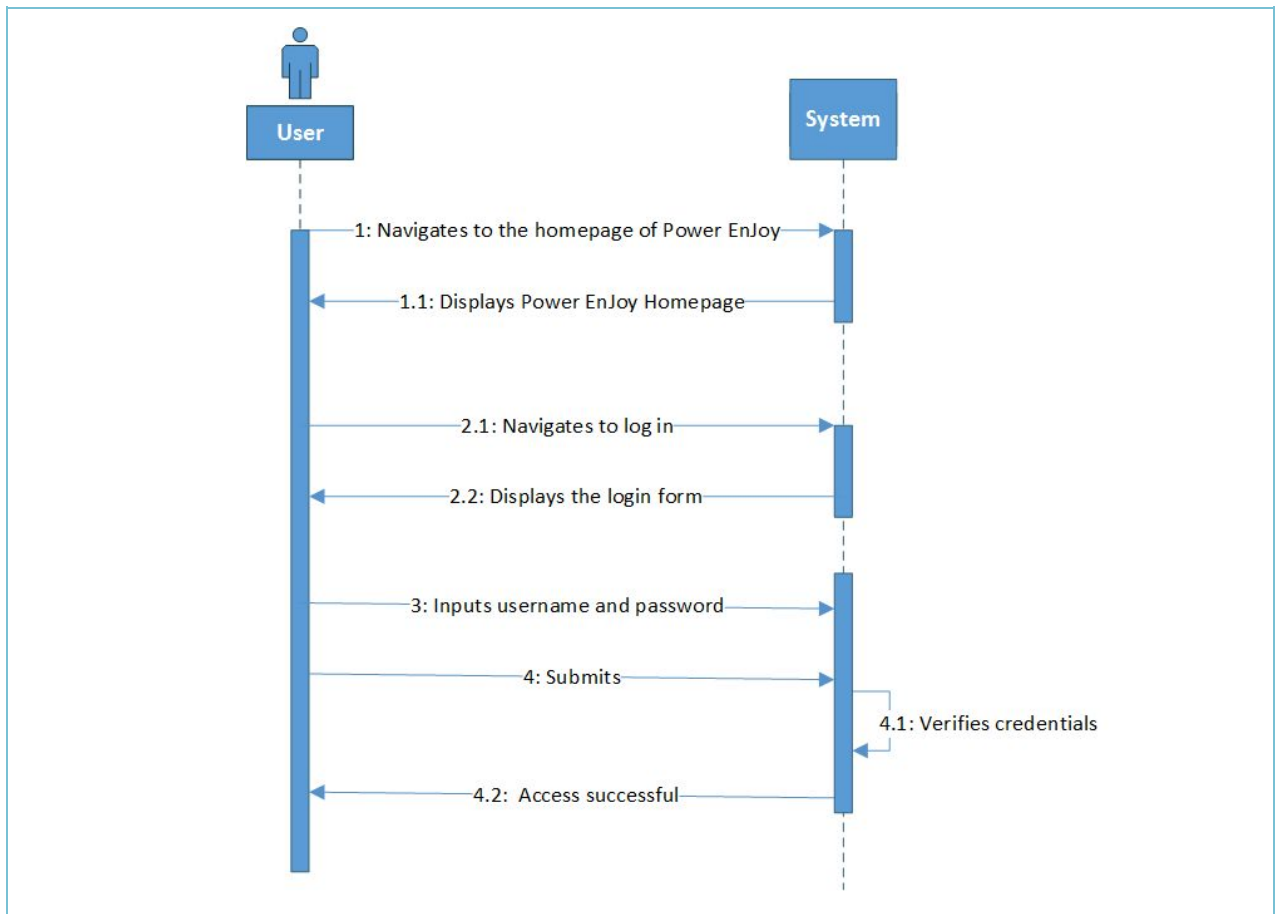 User
System
1: Navigates to the homepage of Power EnJoy
1.1: Displays Power EnJoy Homepage
2.1: Navigates to log in
2.2: Displays the login form
3: Inputs username and password
4: Submits
4.1: Verifies credentials
4.2: Access successful